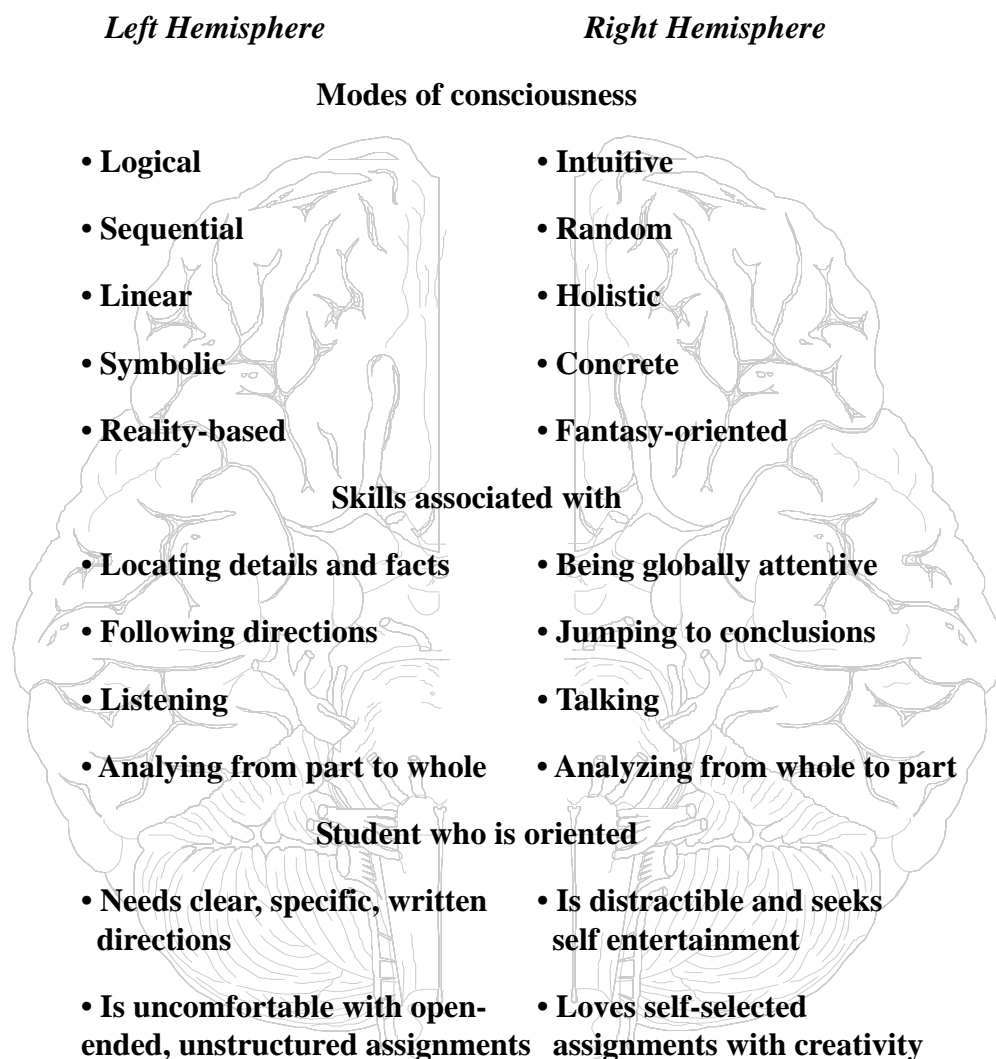 Left Hemisphere Right Hemisphere
Modes of consciousness
• Logical • Intuitive
• Sequential • Random
• Linear • Holistic
• Symbolic • Concrete
• Reality-based • Fantasy-oriented
Skills associated with
• Locating details and facts • Being globally attentive
• Following directions • Jumping to conclusions
• Listening • Talking
• Analying from part to whole • Analyzing from whole to part
Student who is oriented
• Needs clear, specific, written • Is distractible and seeks
directions self entertainment
• Is uncomfortable with open- • Loves self-selected
ended, unstructured assignments assignments with creativity